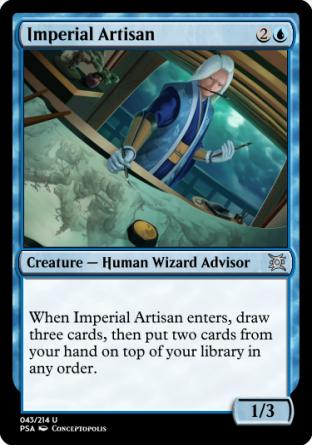 Imperial Artisan 2
Creature — Human Wizard Advisor
When Imperial Artisan enters, draw
three cards, then put two cards from
your hand on top of your library in
any order.
1/3
043/214 U
PSA Conceptopolis